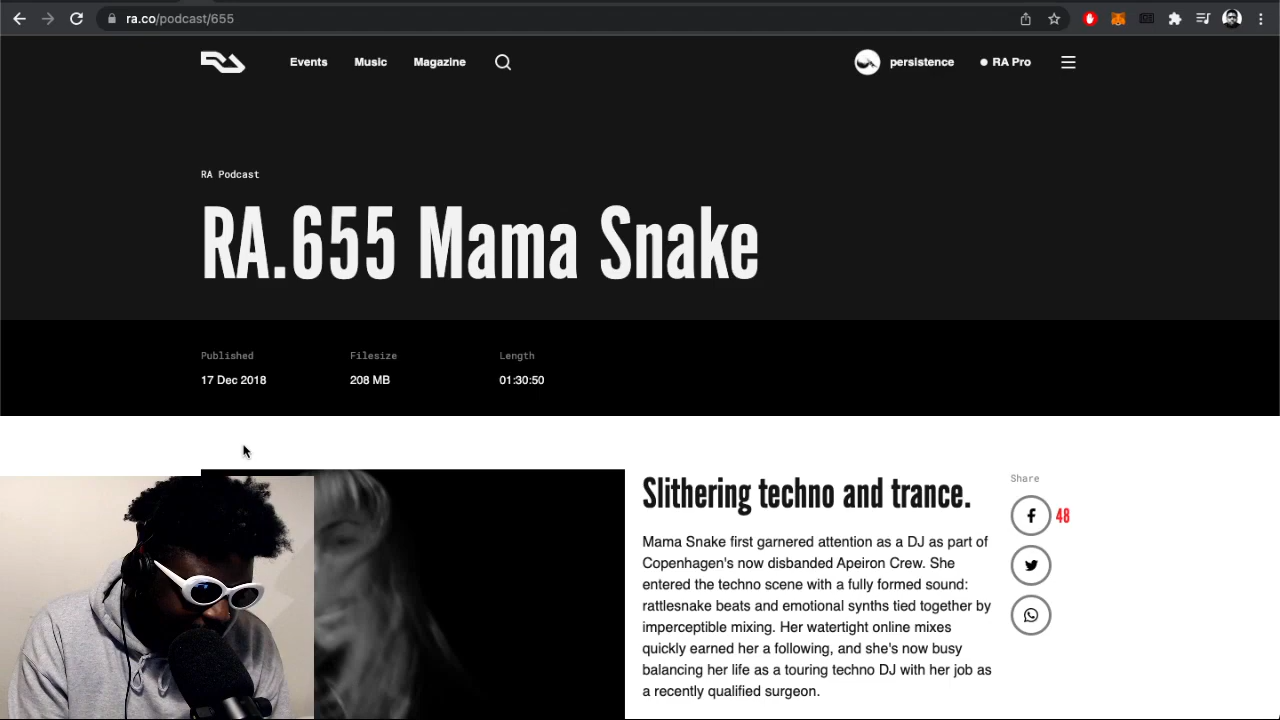 ra.co/podcast/655
Events Music Magazine
persistence RA Pro
RA Podcast
RA.655 Mama Snake
Published Filesize Length
17 Dec 2018 208 MB 01:30:50
Slithering techno and trance.
Share
48
Mama Snake first garnered attention as a DJ as part of
Copenhagen's now disbanded Apeiron Crew. She
entered the techno scene with a fully formed sound:
rattlesnake beats and emotional synths tied together by
imperceptible mixing. Her watertight online mixes
quickly earned her a following, and she's now busy
balancing her life as a touring techno DJ with her job as
a recently qualified surgeon.